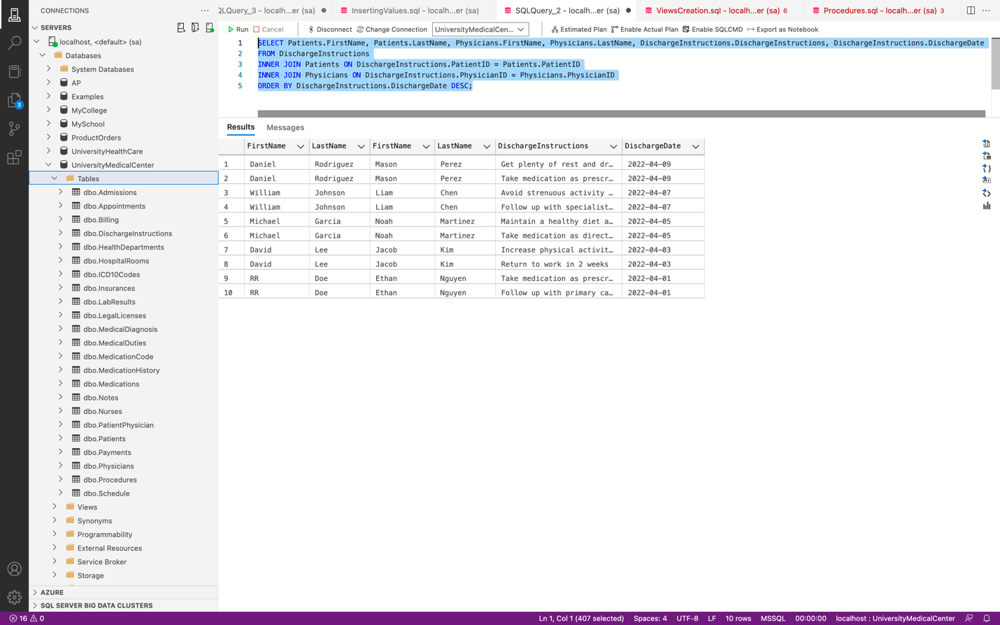 CONNECTIONS
SERVERS
localhost, <default> (sa)
Databases
System Databases
AP
Examples
MyCollege
MySchool
ProductOrders
UniversityHealthCare
UniversityMedicalCenter
Tables
dbo.Admissions
dbo.Appointments
dbo.Billing
dbo.DischargeInstructions
dbo.HealthDepartments
dbo.HospitalRooms
dbo.ICD10Codes
dbo.Insurances
dbo.LabResults
dbo.LegalLicenses
dbo.MedicalDiagnosis
dbo.MedicalDuties
dbo.MedicationCode
dbo.MedicationHistory
dbo.Medications
dbo.Notes
dbo.Nurses
dbo.PatientPhysician
dbo.Patients
dbo.Payments
dbo.Physicians
dbo.Procedures
dbo.Schedule
Views
Synonyms
Programmability
External Resources
Service Broker
Storage
AZURE
SQL SERVER BIG DATA CLUSTERS
3
QLQuery_3 - localh...er (sa) InsertingValues.sql - localh...er (sa) SQLQuery_2 - localh...er (sa) ViewsCreation.sql - localh...er (sa) 6 Procedures.sql - localh...er (sa) 3
Run Cancel Disconnect Change Connection UniversityMedicalCen... Estimated Plan Enable Actual Plan Enable SQLCMD Export as Notebook
1 SELECT Patients.FirstName, Patients.LastName, Physicians.FirstName, Physicians.LastName, DischargeInstructions.DischargeInstructions, DischargeInstructions.DischargeDate
2 FROM DischargeInstructions
3 INNER JOIN Patients ON DischargeInstructions.PatientID = Patients.PatientID
4 INNER JOIN Physicians ON DischargeInstructions.PhysicianID = Physicians.PhysicianID
5 ORDER BY DischargeInstructions.DischargeDate DESC;
Results Messages
FirstName LastName FirstName LastName DischargeInstructions DischargeDate
1 Daniel Rodriguez Mason Perez Get plenty of rest and dr… 2022-04-09
2 Daniel Rodriguez Mason Perez Take medication as prescr… 2022-04-09
3 William Johnson Liam Chen Avoid strenuous activity … 2022-04-07
4 William Johnson Liam Chen Follow up with specialist… 2022-04-07
5 Michael Garcia Noah Martinez Maintain a healthy diet a… 2022-04-05
6 Michael Garcia Noah Martinez Take medication as direct… 2022-04-05
7 David Lee Jacob Kim Increase physical activit… 2022-04-03
8 David Lee Jacob Kim Return to work in 2 weeks 2022-04-03
9 RR Doe Ethan Nguyen Take medication as prescr… 2022-04-01
10 RR Doe Ethan Nguyen Follow up with primary ca… 2022-04-01
16 0 Ln 1, Col 1 (407 selected) Spaces: 4 UTF-8 LF 10 rows MSSQL 00:00:00 localhost : UniversityMedicalCenter